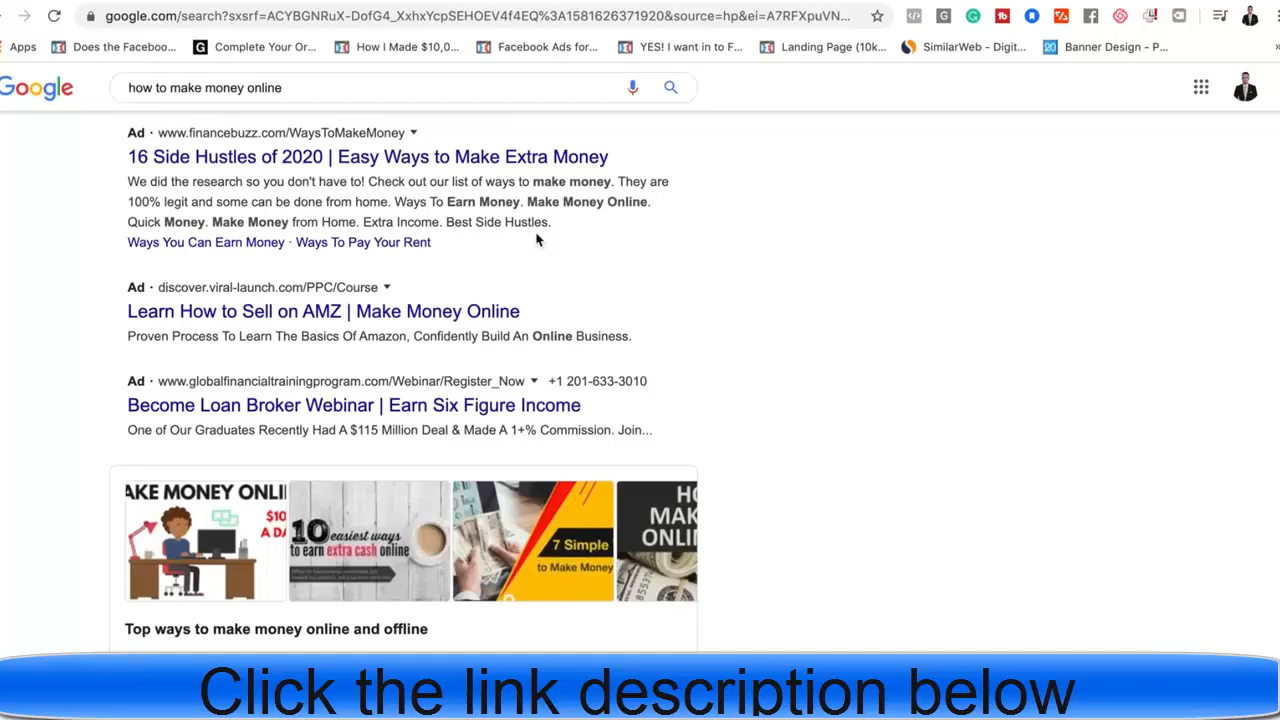 google.com/search?sxsrf=ACYBGNRuX-DofG4_XxhxYcpSEHOEV4f4EQ%3A1581626371920&source=hp&ei=A7RFXpuVN...
Apps Does the Faceboo... Complete Your Or... How I Made $10,0... Facebook Ads for... YES! I want in to F... Landing Page (10k... SimilarWeb - Digit... Banner Design - P...
Google how to make money online
Ad · www.financebuzz.com/WaysToMakeMoney
16 Side Hustles of 2020 | Easy Ways to Make Extra Money
We did the research so you don't have to! Check out our list of ways to make money. They are
100% legit and some can be done from home. Ways To Earn Money. Make Money Online.
Quick Money. Make Money from Home. Extra Income. Best Side Hustles.
Ways You Can Earn Money · Ways To Pay Your Rent
Ad · discover.viral-launch.com/PPC/Course
Learn How to Sell on AMZ | Make Money Online
Proven Process To Learn The Basics Of Amazon, Confidently Build An Online Business.
Ad · www.globalfinancialtrainingprogram.com/Webinar/Register_Now +1 201-633-3010
Become Loan Broker Webinar | Earn Six Figure Income
One of Our Graduates Recently Had A $115 Million Deal & Made A 1+% Commission. Join...
AKE MONEY ONLI
$10
A DA
10 easiest ways
to earn extra cash online
7 Simple
to Make Money
HO
MAK
ONLIN
Top ways to make money online and offline
Click the link description below